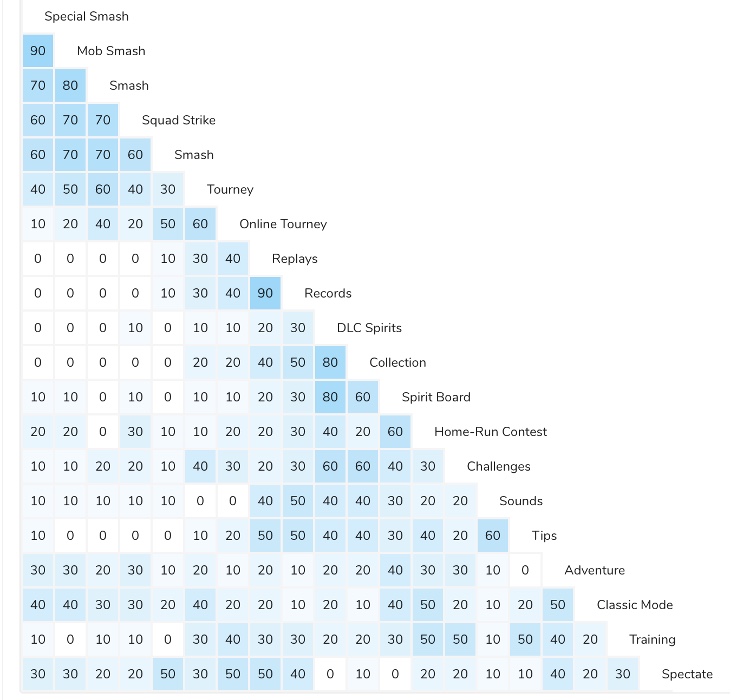 Special Smash
90 Mob Smash
70 80 Smash
60 70 70 Squad Strike
60 70 70 60 Smash
40 50 60 40 30 Tourney
10 20 40 20 50 60 Online Tourney
0 0 0 0 10 30 40 Replays
0 0 0 0 10 30 40 90 Records
0 0 0 10 0 10 10 20 30 DLC Spirits
0 0 0 0 0 20 20 40 50 80 Collection
10 10 0 10 0 10 10 20 30 80 60 Spirit Board
20 20 0 30 10 10 20 20 30 40 20 60 Home-Run Contest
10 10 20 20 10 40 30 20 30 60 60 40 30 Challenges
10 10 10 10 10 0 0 40 50 40 40 30 20 20 Sounds
10 0 0 0 0 10 20 50 50 40 40 30 40 20 60 Tips
30 30 20 30 10 20 10 20 10 20 20 40 30 30 10 0 Adventure
40 40 30 30 20 40 20 20 10 20 10 40 50 20 10 20 50 Classic Mode
10 0 10 10 0 30 40 30 30 20 20 30 50 50 10 50 40 20 Training
30 30 20 20 50 30 50 50 40 0 10 0 20 20 10 10 40 20 30 Spectate